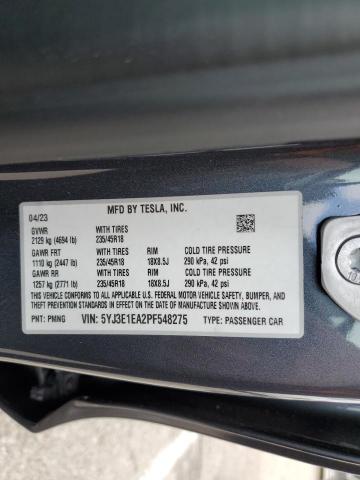 MFD BY TESLA, INC.
04/23
GVWR WITH TIRES
2129 kg (4694 lb) 235/45R18
GAWR FRT WITH TIRES RIM COLD TIRE PRESSURE
1110 kg (2447 lb) 235/45R18 18X8.5J 290 kPa, 42 psi
GAWR RR WITH TIRES RIM COLD TIRE PRESSURE
1257 kg (2771 lb) 235/45R18 18X8.5J 290 kPa, 42 psi
THIS VEHICLE CONFORMS TO ALL APPLICABLE U.S. FEDERAL MOTOR VEHICLE SAFETY, BUMPER, AND
THEFT PREVENTION STANDARDS IN EFFECT ON THE DATE OF MANUFACTURE SHOWN ABOVE.
PNT: PMNG VIN: 5YJ3E1EA2PF548275 TYPE: PASSENGER CAR